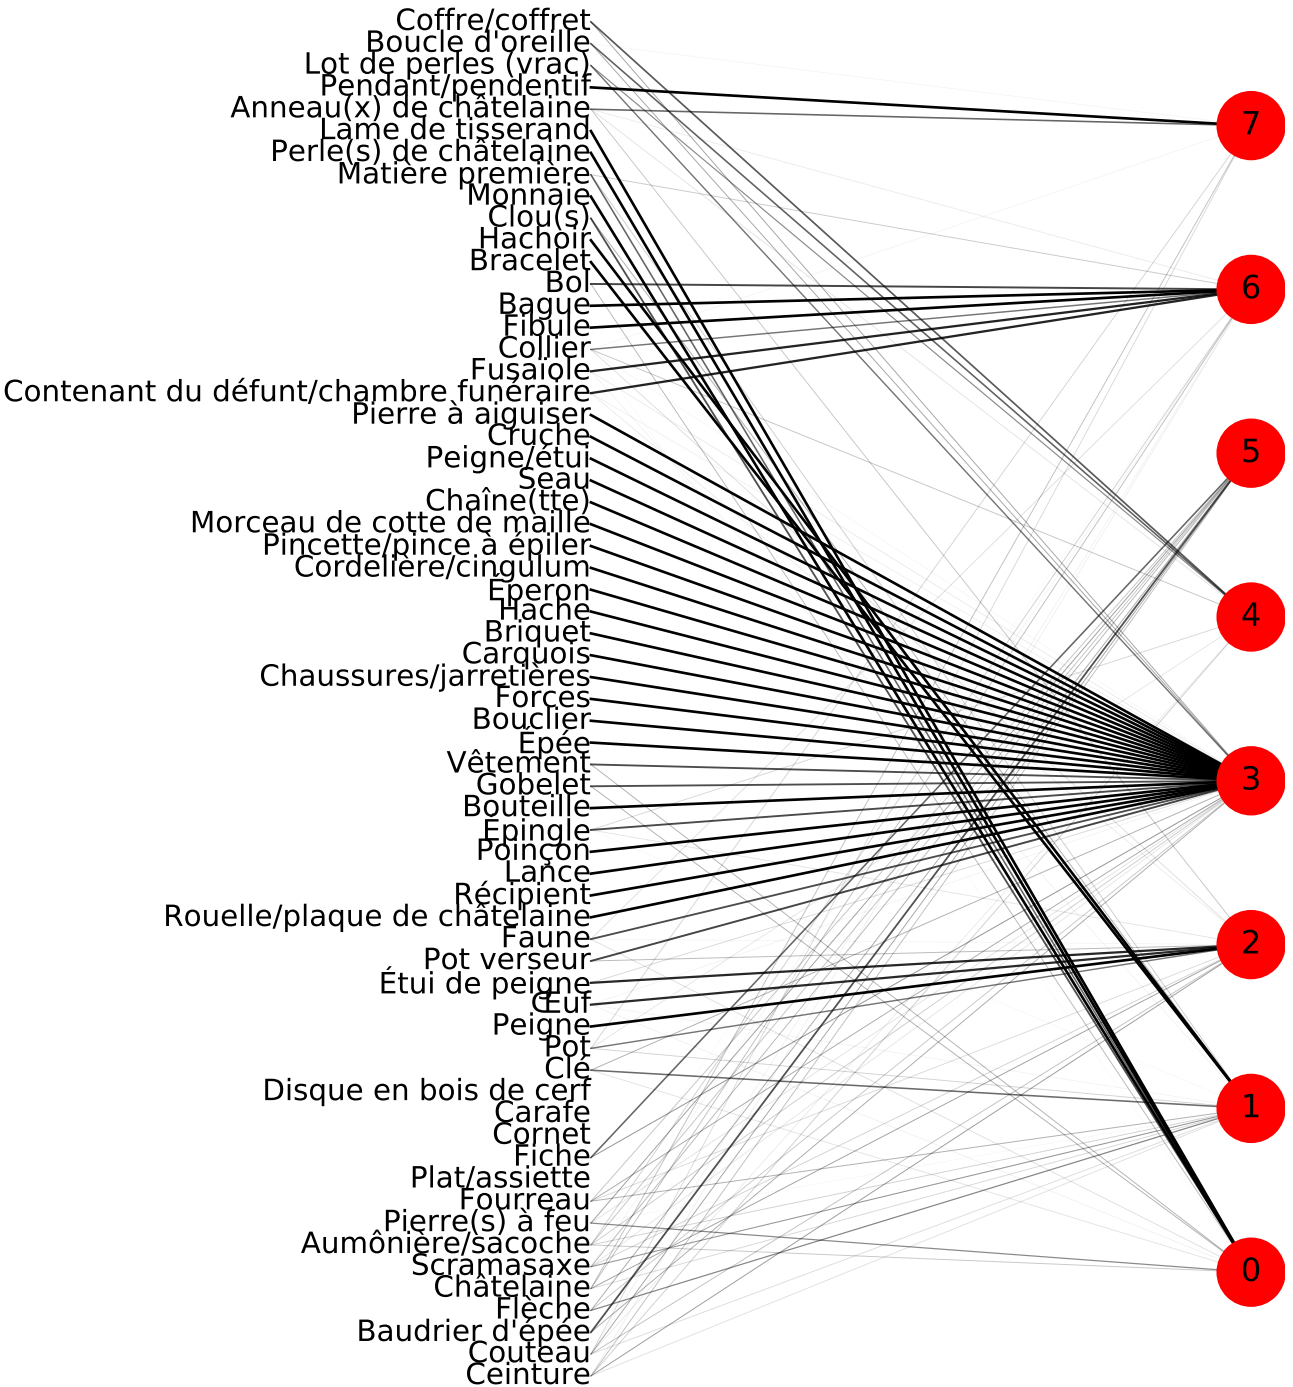 Coffre/coffret
Boucle d'oreille
Lot de perles (vrac)
Pendant/pendentif
Anneau(x) de châtelaine
Lame de tisserand
Perle(s) de châtelaine
Matière première
Monnaie
Clou(s)
Hachoir
Bracelet
Bol
Bague
Fibule
Collier
Fusaïole
Contenant du défunt/chambre funéraire
Pierre à aiguiser
Cruche
Peigne/étui
Seau
Chaîne(tte)
Morceau de cotte de maille
Pincette/pince à épiler
Cordelière/cingulum
Éperon
Hache
Briquet
Carquois
Chaussures/jarretières
Forces
Bouclier
Épée
Vêtement
Gobelet
Bouteille
Épingle
Poinçon
Lance
Récipient
Rouelle/plaque de châtelaine
Faune
Pot verseur
Étui de peigne
Œuf
Peigne
Pot
Clé
Disque en bois de cerf
Carafe
Cornet
Fiche
Plat/assiette
Fourreau
Pierre(s) à feu
Aumônière/sacoche
Scramasaxe
Châtelaine
Flèche
Baudrier d'épée
Couteau
Ceinture
7
6
5
4
3
2
1
0